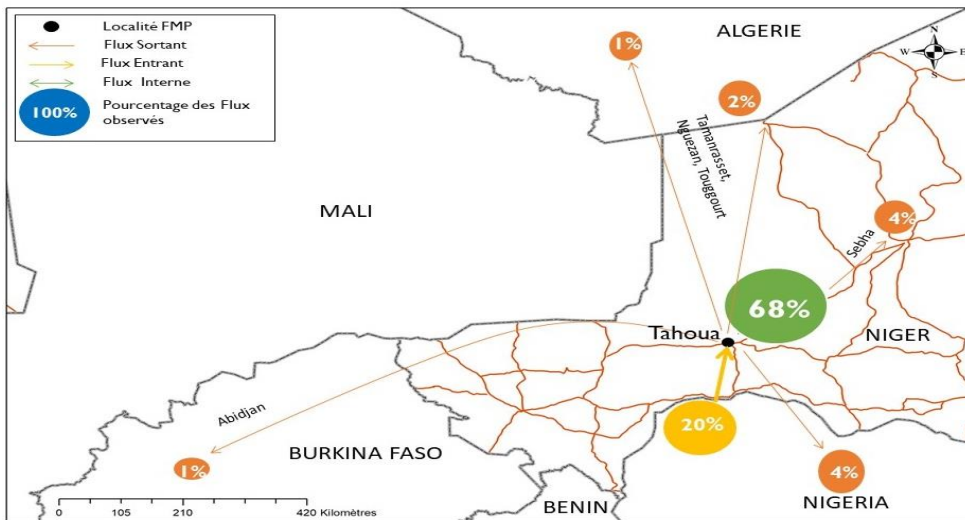 Localité FMP
Flux Sortant
Flux Entrant
Flux Interne
100%
Pourcentage des Flux
observés
1%
ALGERIE
N
W
E
S
2%
Tamanrasset,
Nguezan, Touggourt
MALI
4%
Sebha
68%
Tahoua
NIGER
Abidjan
20%
BURKINA FASO
1%
4%
NIGERIA
BENIN
0
105
210
420 Kilomètres